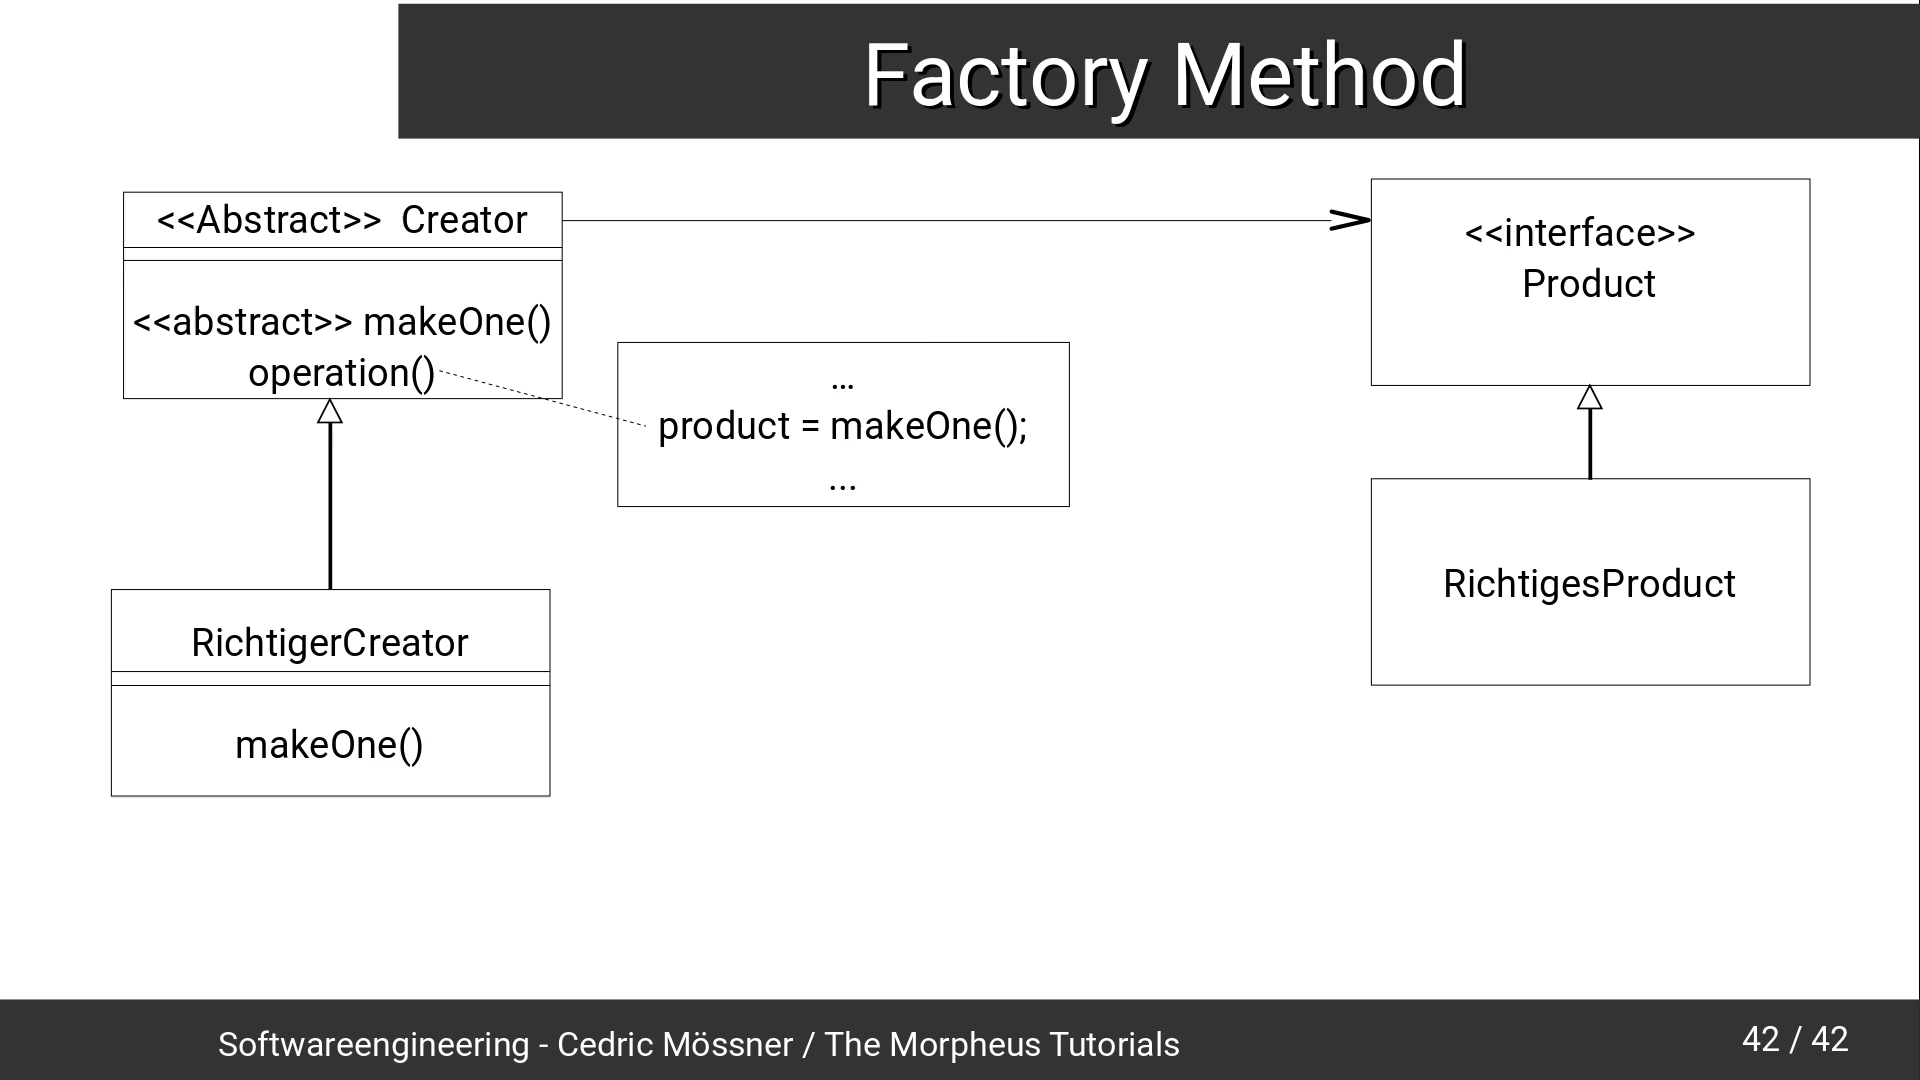 Factory Method
<<Abstract>> Creator
<<abstract>> makeOne()
operation()
…
product = makeOne();
...
<<interface>>
Product
RichtigerCreator
makeOne()
RichtigesProduct
Softwareengineering - Cedric Mössner / The Morpheus Tutorials
42 / 42